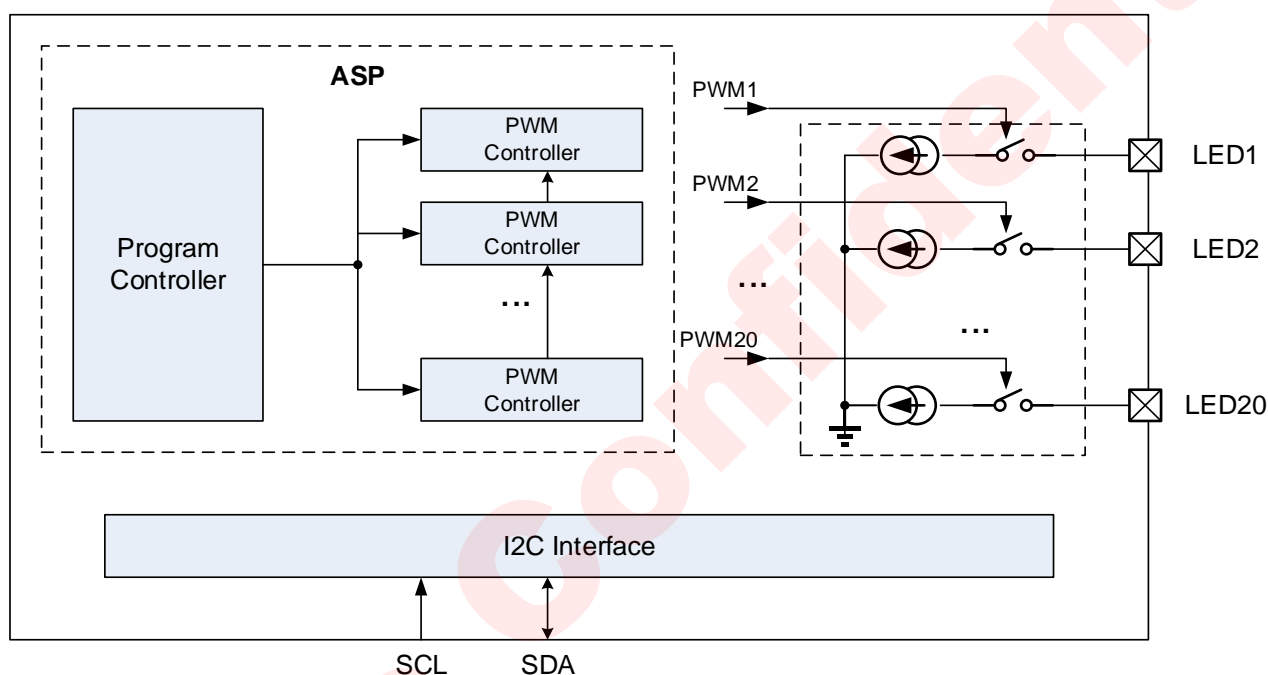 ASP
Program
Controller
PWM
Controller
PWM
Controller
...
PWM
Controller
PWM1
PWM2
...
PWM20
...
LED1
LED2
LED20
I2C Interface
SCL
SDA
Confident